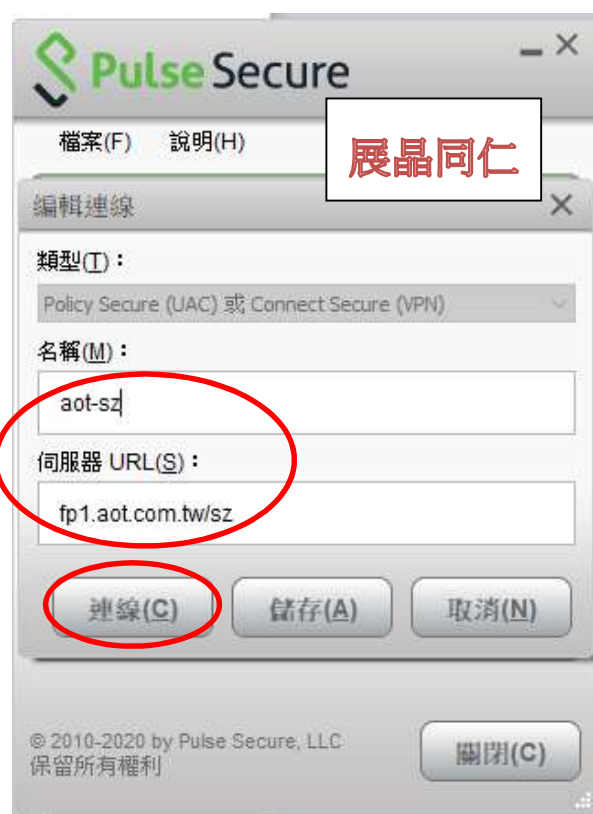 Pulse Secure
檔案(F) 說明(H)
展晶同仁
編輯連線
類型(T)：
Policy Secure (UAC) 或 Connect Secure (VPN)
名稱(M)：
aot-sz
伺服器 URL(S)：
fp1.aot.com.tw/sz
連線(C) 儲存(A) 取消(N)
© 2010-2020 by Pulse Secure, LLC
保留所有權利
關閉(C)